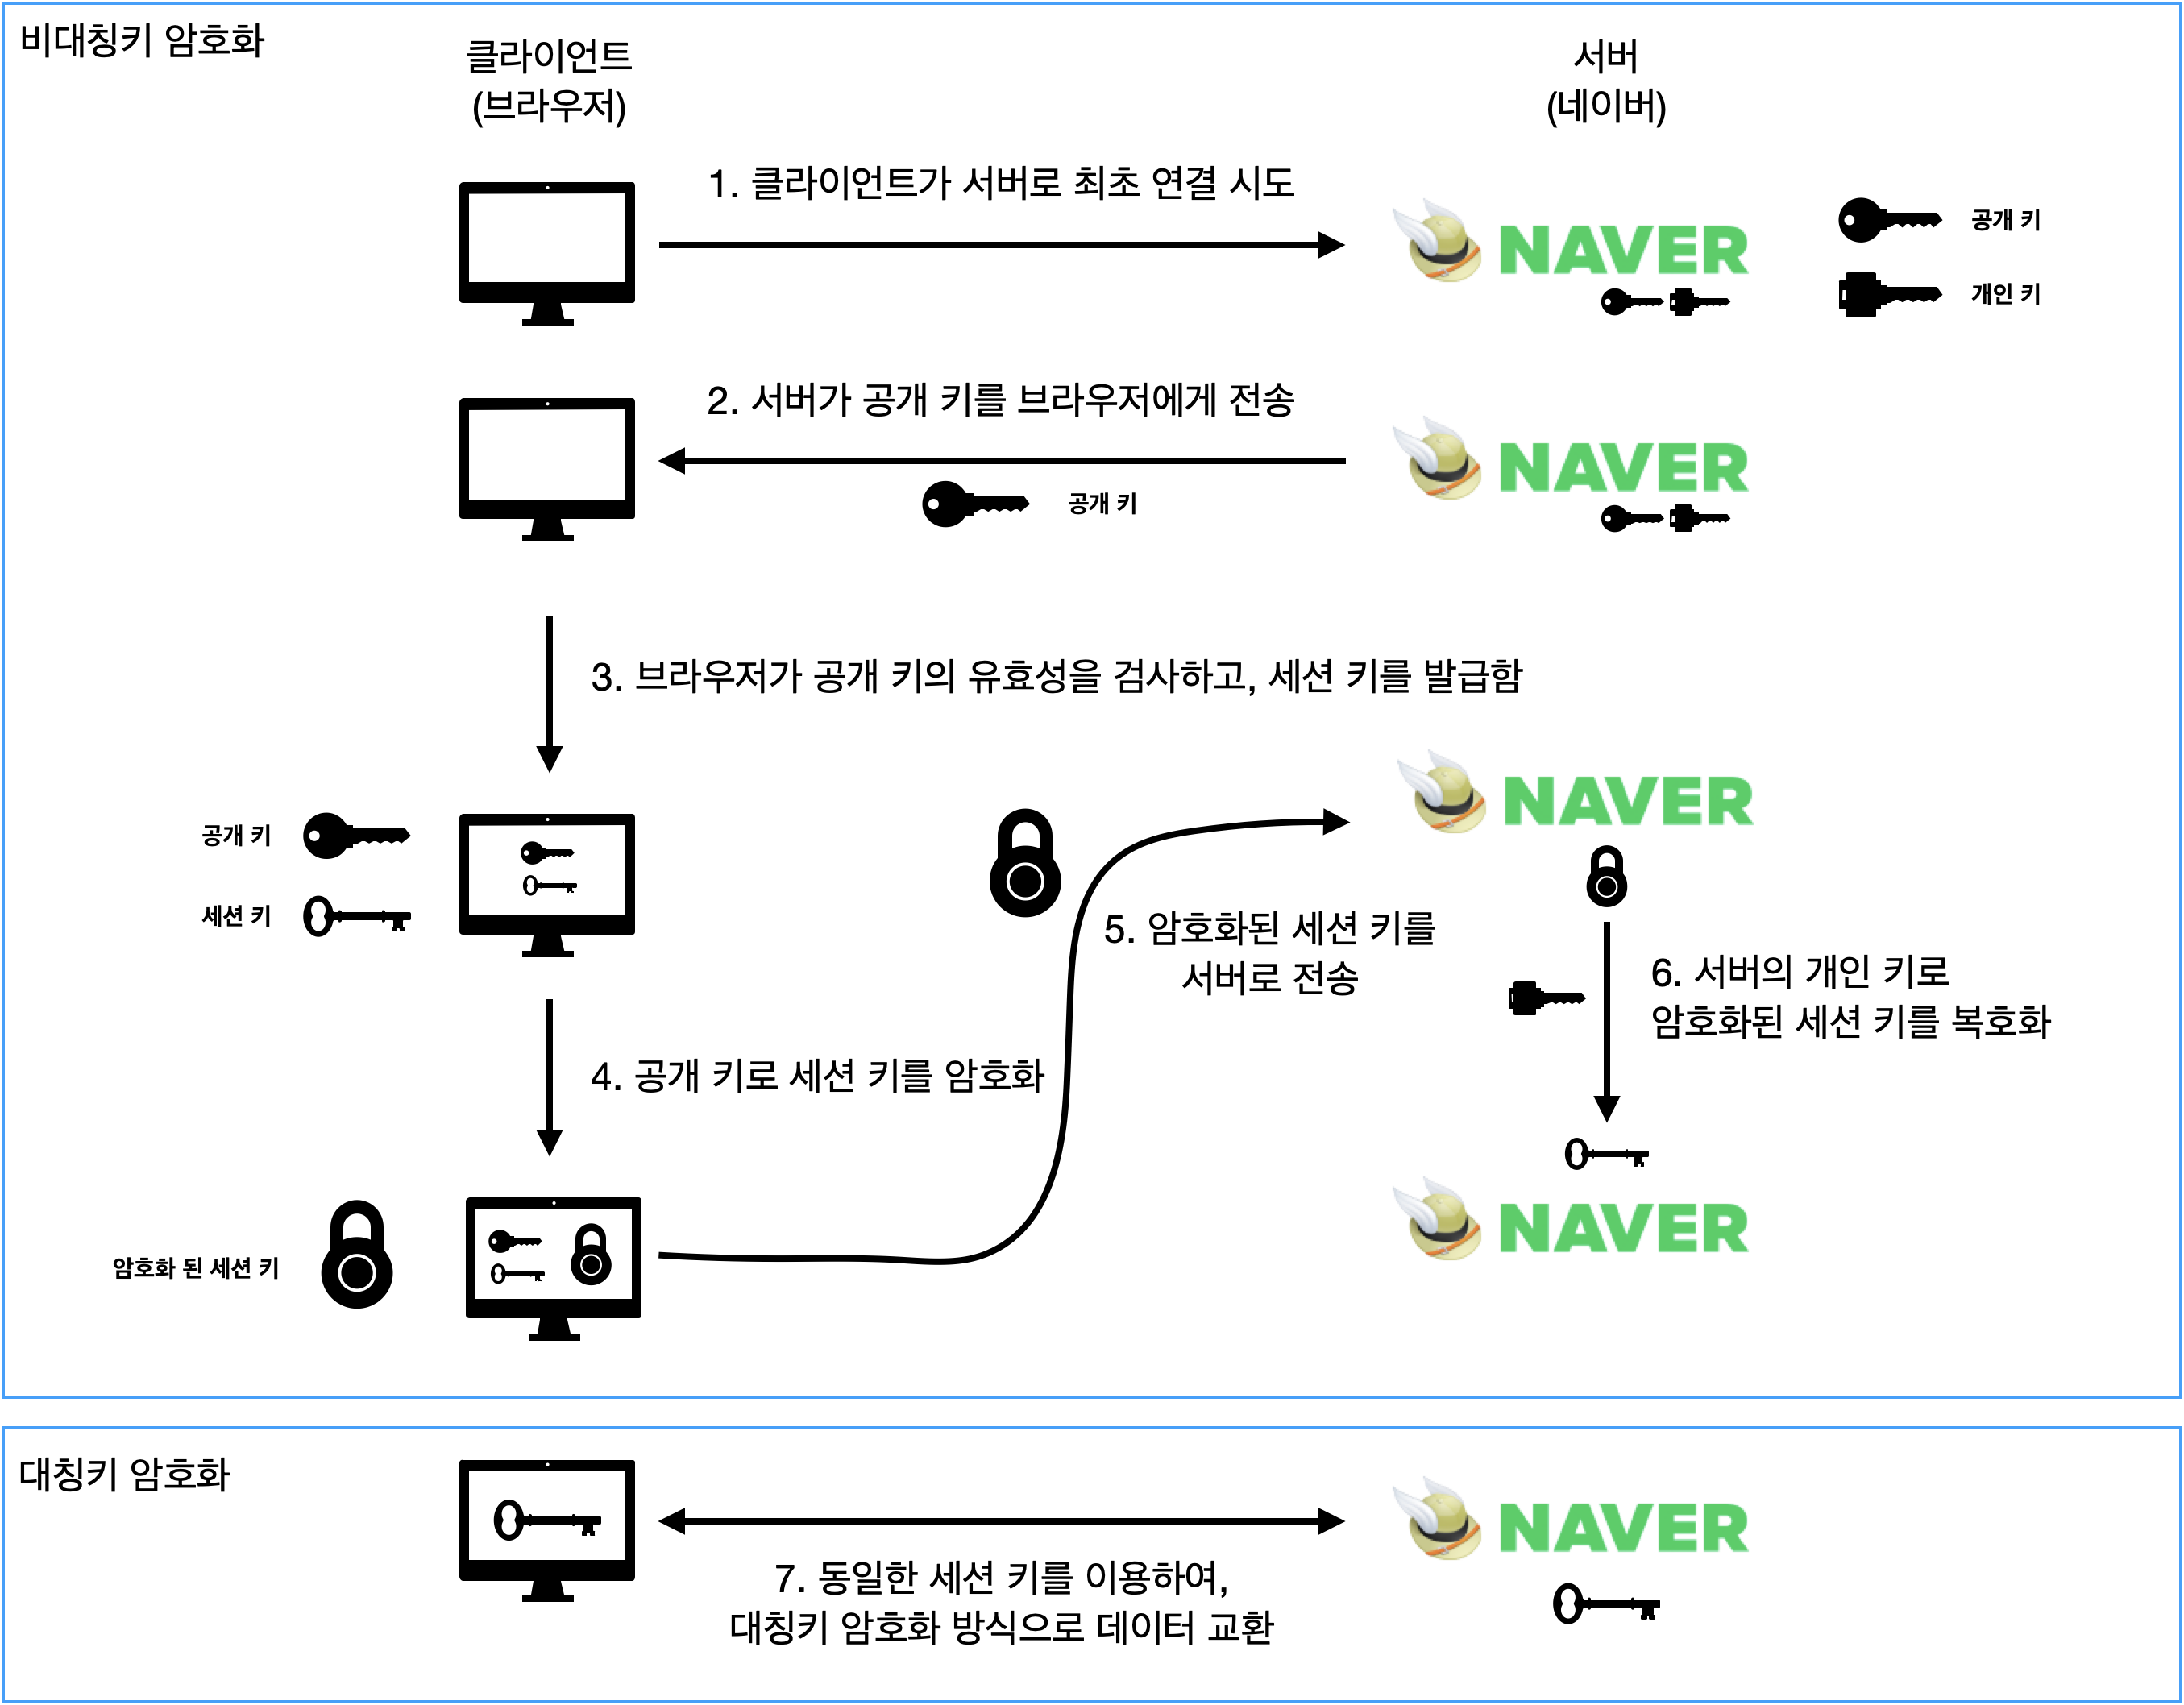 비대칭키 암호화
클라이언트
(브라우저)
서버
(네이버)
1. 클라이언트가 서버로 최초 연결 시도
NAVER
공개 키
개인 키
2. 서버가 공개 키를 브라우저에게 전송
NAVER
공개 키
3. 브라우저가 공개 키의 유효성을 검사하고, 세션 키를 발급함
NAVER
공개 키
세션 키
5. 암호화된 세션 키를
서버로 전송
6. 서버의 개인 키로
암호화된 세션 키를 복호화
4. 공개 키로 세션 키를 암호화
NAVER
암호화 된 세션 키
대칭키 암호화
NAVER
7. 동일한 세션 키를 이용하여,
대칭키 암호화 방식으로 데이터 교환